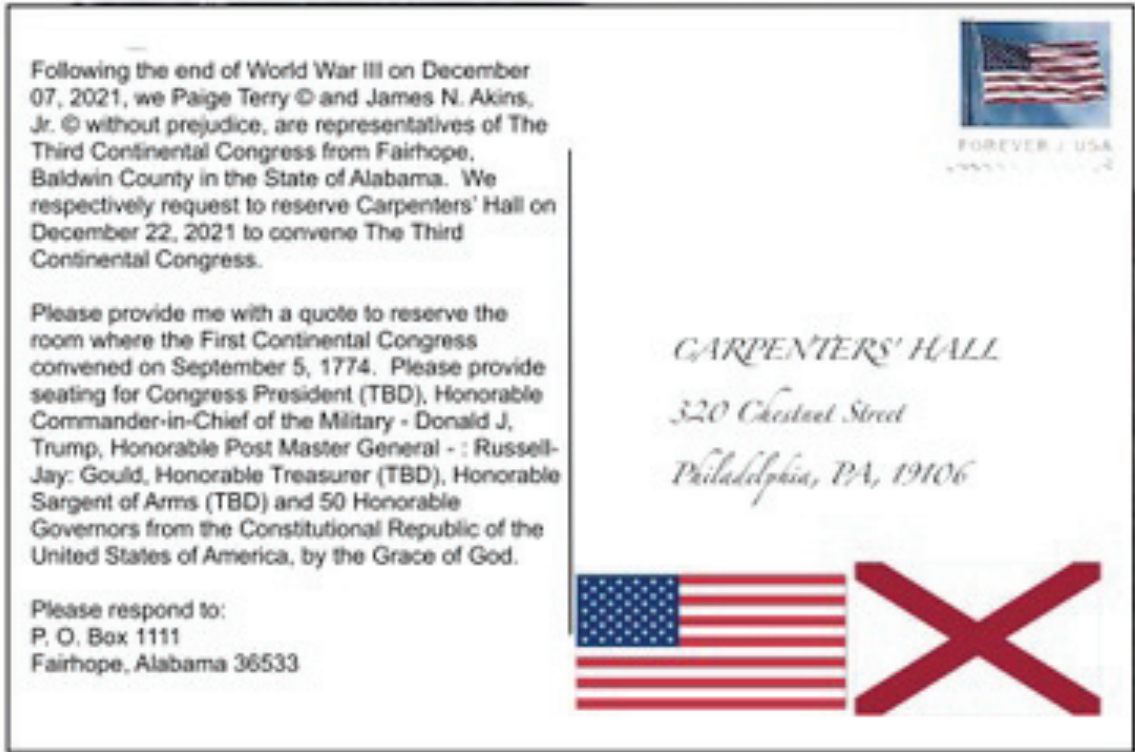 Following the end of World War III on December
07, 2021, we Paige Terry © and James N. Akins,
Jr. © without prejudice, are representatives of The
Third Continental Congress from Fairhope,
Baldwin County in the State of Alabama. We
respectively request to reserve Carpenters' Hall on
December 22, 2021 to convene The Third
Continental Congress.
Please provide me with a quote to reserve the
room where the First Continental Congress
convened on September 5, 1774. Please provide
seating for Congress President (TBD), Honorable
Commander-in-Chief of the Military - Donald J,
Trump, Honorable Post Master General - : Russell-
Jay: Gould, Honorable Treasurer (TBD), Honorable
Sargent of Arms (TBD) and 50 Honorable
Governors from the Constitutional Republic of the
United States of America, by the Grace of God.
Please respond to:
P. O. Box 1111
Fairhope, Alabama 36533
FOREVER / USA
CARPENTERS' HALL
320 Chestnut Street
Philadelphia, PA, 19106